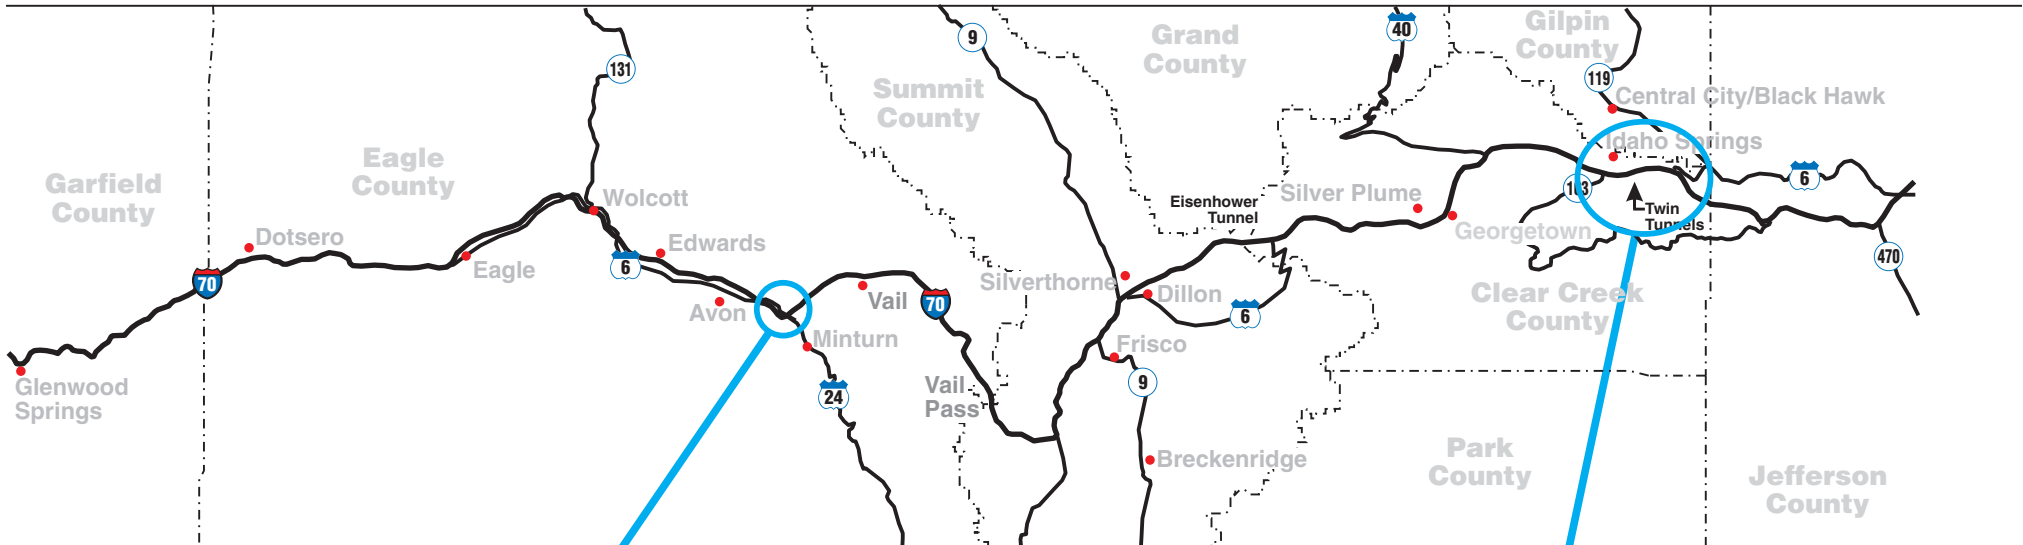 9
40
Gilpin
County
Grand
County
131
119
Summit
County
Central City/Black Hawk
Idaho Springs
Eagle
County
Garfield
County
Wolcott
6
103
Silver Plume
Eisenhower
Tunnel
Twin
Tunnels
Georgetown
Dotsero
Edwards
Eagle
6
470
70
Silverthorne
Dillon
Clear Creek
County
Avon
Vail
70
6
Minturn
Frisco
Glenwood
Springs
24
Vail
Pass
9
Breckenridge
Park
County
Jefferson
County